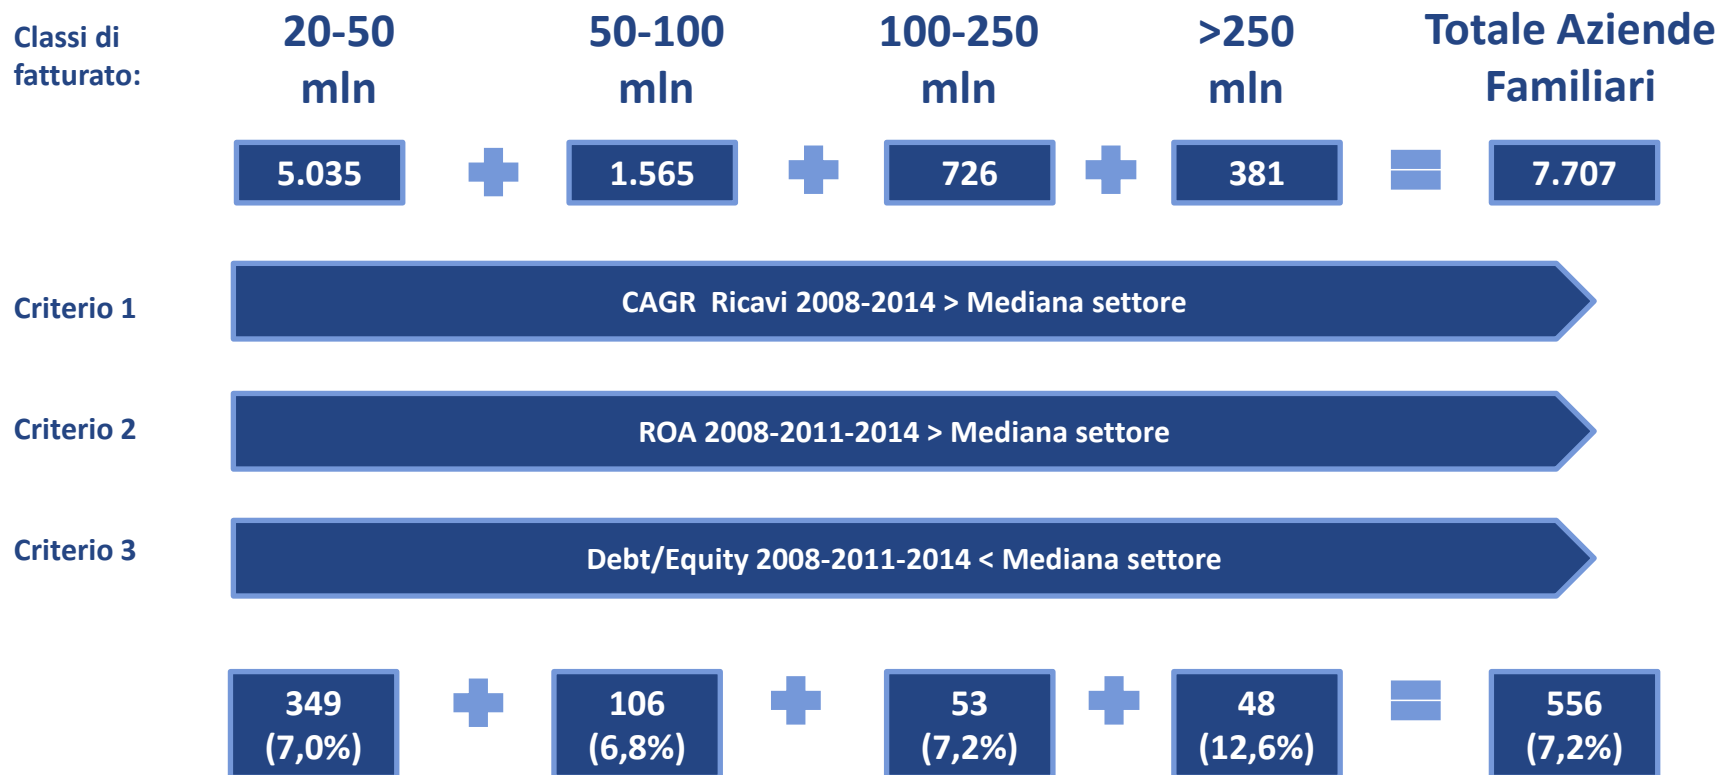 Classi di
fatturato:
20-50
mln
50-100
mln
100-250
mln
>250
mln
Totale Aziende
Familiari
5.035
1.565
726
381
7.707
Criterio 1
CAGR Ricavi 2008-2014 > Mediana settore
Criterio 2
ROA 2008-2011-2014 > Mediana settore
Criterio 3
Debt/Equity 2008-2011-2014 < Mediana settore
349
(7,0%)
106
(6,8%)
53
(7,2%)
48
(12,6%)
556
(7,2%)